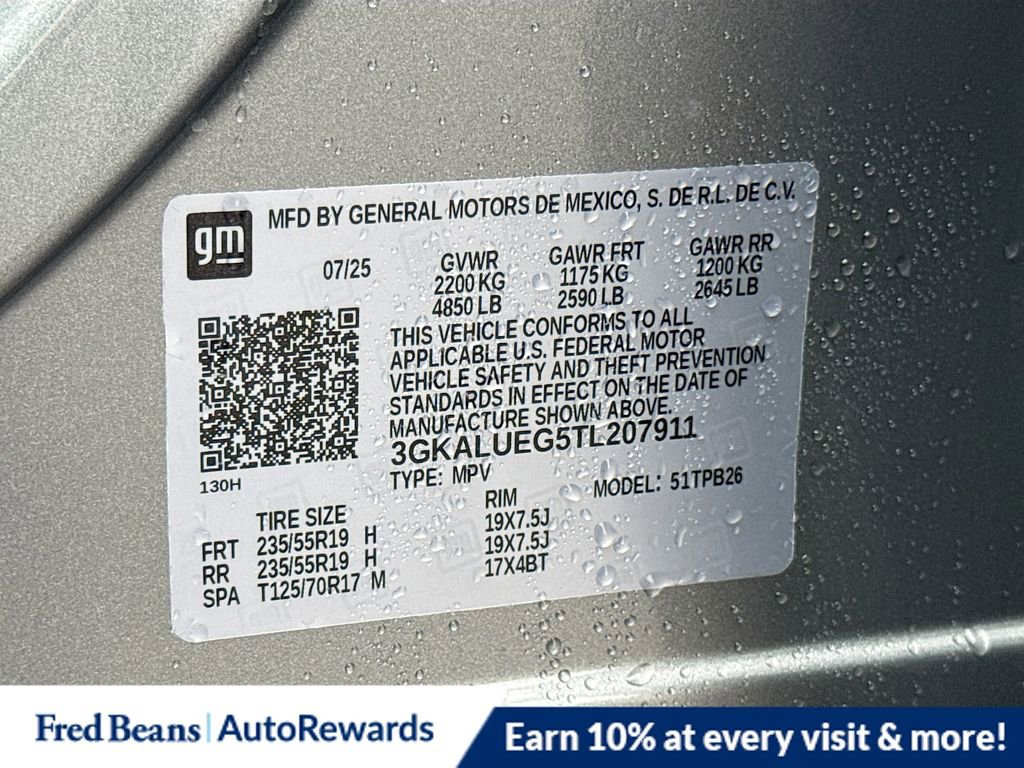 gm
MFD BY GENERAL MOTORS DE MEXICO, S. DE R.L. DE C.V.
07/25
GVWR GAWR FRT GAWR RR
2200 KG 1175 KG 1200 KG
4850 LB 2590 LB 2645 LB
THIS VEHICLE CONFORMS TO ALL
APPLICABLE U.S. FEDERAL MOTOR
VEHICLE SAFETY AND THEFT PREVENTION
STANDARDS IN EFFECT ON THE DATE OF
MANUFACTURE SHOWN ABOVE.
3GKALUEG5TL207911
TYPE: MPV MODEL: 51TPB26
130H
TIRE SIZE RIM
FRT 235/55R19 H 19X7.5J
RR 235/55R19 H 19X7.5J
SPA T125/70R17 M 17X4BT
Fred Beans AutoRewards
Earn 10% at every visit & more!